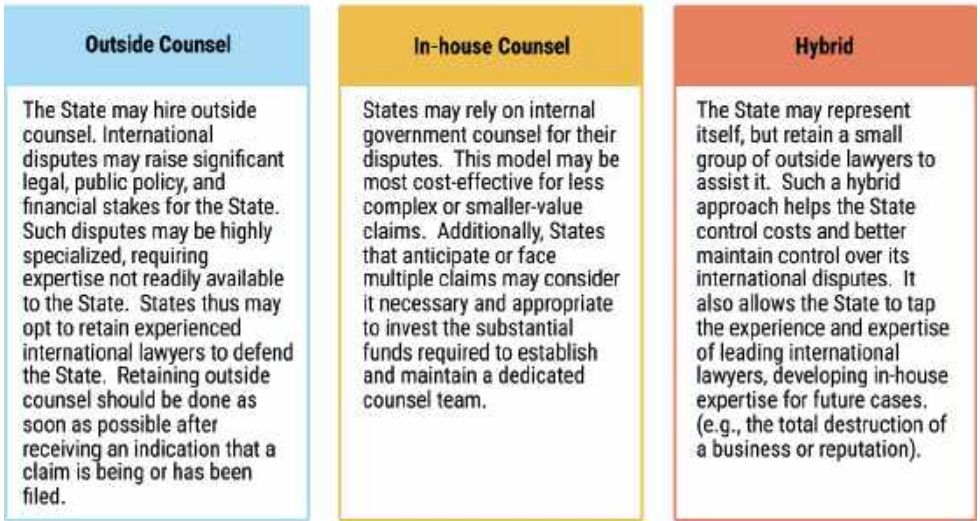 Outside Counsel
The State may hire outside
counsel. International
disputes may raise significant
legal, public policy, and
financial stakes for the State.
Such disputes may be highly
specialized, requiring
expertise not readily available
to the State. States thus may
opt to retain experienced
international lawyers to defend
the State. Retaining outside
counsel should be done as
soon as possible after
receiving an indication that a
claim is being or has been
filed.
In-house Counsel
States may rely on internal
government counsel for their
disputes. This model may be
most cost-effective for less
complex or smaller-value
claims. Additionally, States
that anticipate or face
multiple claims may consider
it necessary and appropriate
to invest the substantial
funds required to establish
and maintain a dedicated
counsel team.
Hybrid
The State may represent
itself, but retain a small
group of outside lawyers to
assist it. Such a hybrid
approach helps the State
control costs and better
maintain control over its
international disputes. It
also allows the State to tap
the experience and expertise
of leading international
lawyers, developing in-house
expertise for future cases.
(e.g., the total destruction of
a business or reputation).